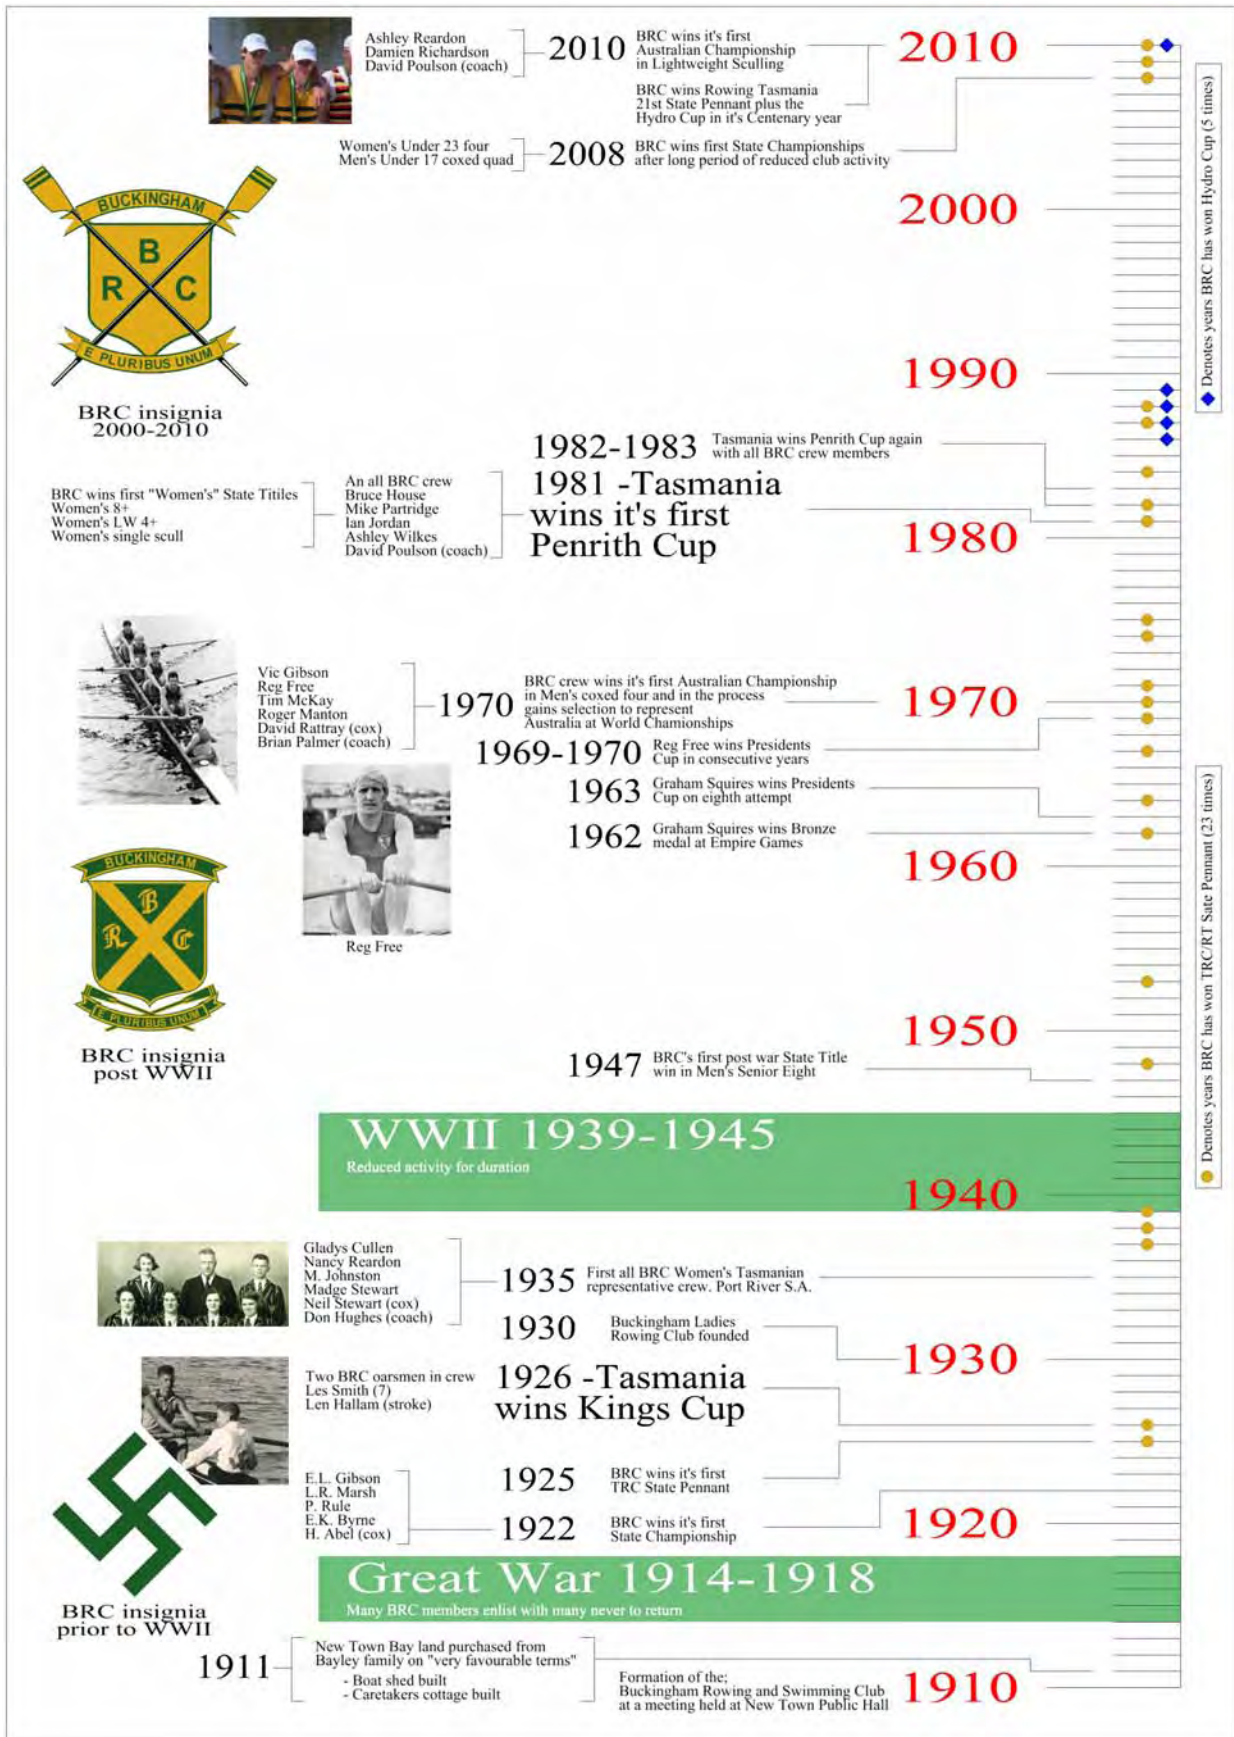 Ashley Reardon
Damien Richardson
David Poulson (coach)
2010
BRC wins it's first
Australian Championship
in Lightweight Sculling
2010
BRC wins Rowing Tasmania
21st State Pennant plus the
Hydro Cup in it's Centenary year
Women's Under 23 four
Men's Under 17 coxed quad
2008
BRC wins first State Championships
after long period of reduced club activity
2000
BUCKINGHAM
B
R C
E PLURIBUS UNUM
BRC insignia
2000-2010
Denotes years BRC has won Hydro Cup (5 times)
1990
1982-1983
Tasmania wins Penrith Cup again
with all BRC crew members
BRC wins first "Women's" State Titiles
Women's 8+
Women's LW 4+
Women's single scull
An all BRC crew
Bruce House
Mike Partridge
Ian Jordan
Ashley Wilkes
David Poulson (coach)
1981 -Tasmania
wins it's first
Penrith Cup
1980
Vic Gibson
Reg Free
Tim McKay
Roger Manton
David Rattray (cox)
Brian Palmer (coach)
1970
BRC crew wins it's first Australian Championship
in Men's coxed four and in the process
gains selection to represent
Australia at World Chamionships
1970
1969-1970
Reg Free wins Presidents
Cup in consecutive years
1963
Graham Squires wins Presidents
Cup on eighth attempt
1962
Graham Squires wins Bronze
medal at Empire Games
1960
Reg Free
BUCKINGHAM
B
R C
E PLURIBUS UNUM
BRC insignia
post WWII
Denotes years BRC has won TRC/RT Sate Pennant (23 times)
1950
1947
BRC's first post war State Title
win in Men's Senior Eight
WWII 1939-1945
Reduced activity for duration
1940
Gladys Cullen
Nancy Reardon
M. Johnston
Madge Stewart
Neil Stewart (cox)
Don Hughes (coach)
1935
First all BRC Women's Tasmanian
representative crew. Port River S.A.
1930
Buckingham Ladies
Rowing Club founded
1930
Two BRC oarsmen in crew
Les Smith (7)
Len Hallam (stroke)
1926 -Tasmania
wins Kings Cup
1925
BRC wins it's first
TRC State Pennant
E.L. Gibson
L.R. Marsh
P. Rule
E.K. Byrne
H. Abel (cox)
1922
BRC wins it's first
State Championship
1920
Great War 1914-1918
Many BRC members enlist with many never to return
BRC insignia
prior to WWII
1911
New Town Bay land purchased from
Bayley family on "very favourable terms"
- Boat shed built
- Caretakers cottage built
Formation of the;
Buckingham Rowing and Swimming Club
at a meeting held at New Town Public Hall
1910